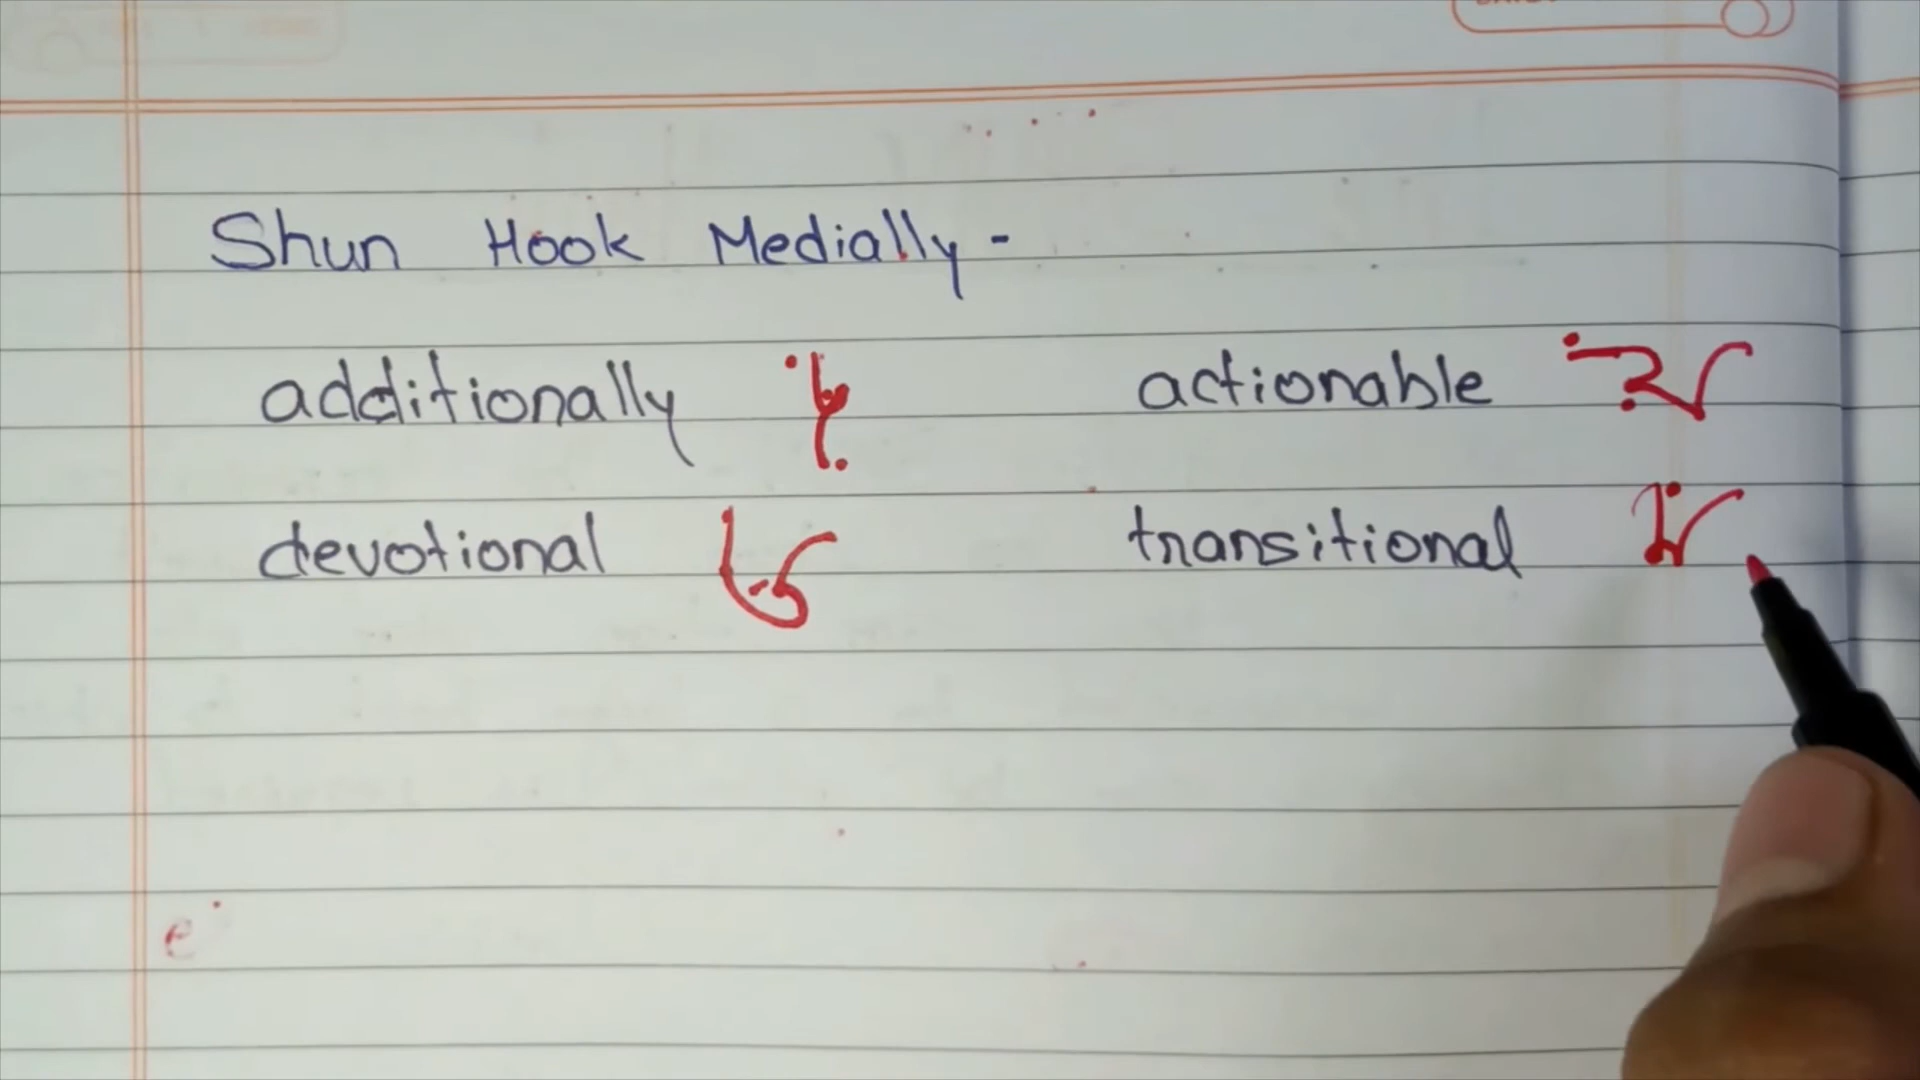 Shun Hook Medially -
additionally
actionable
devotional
transitional
e